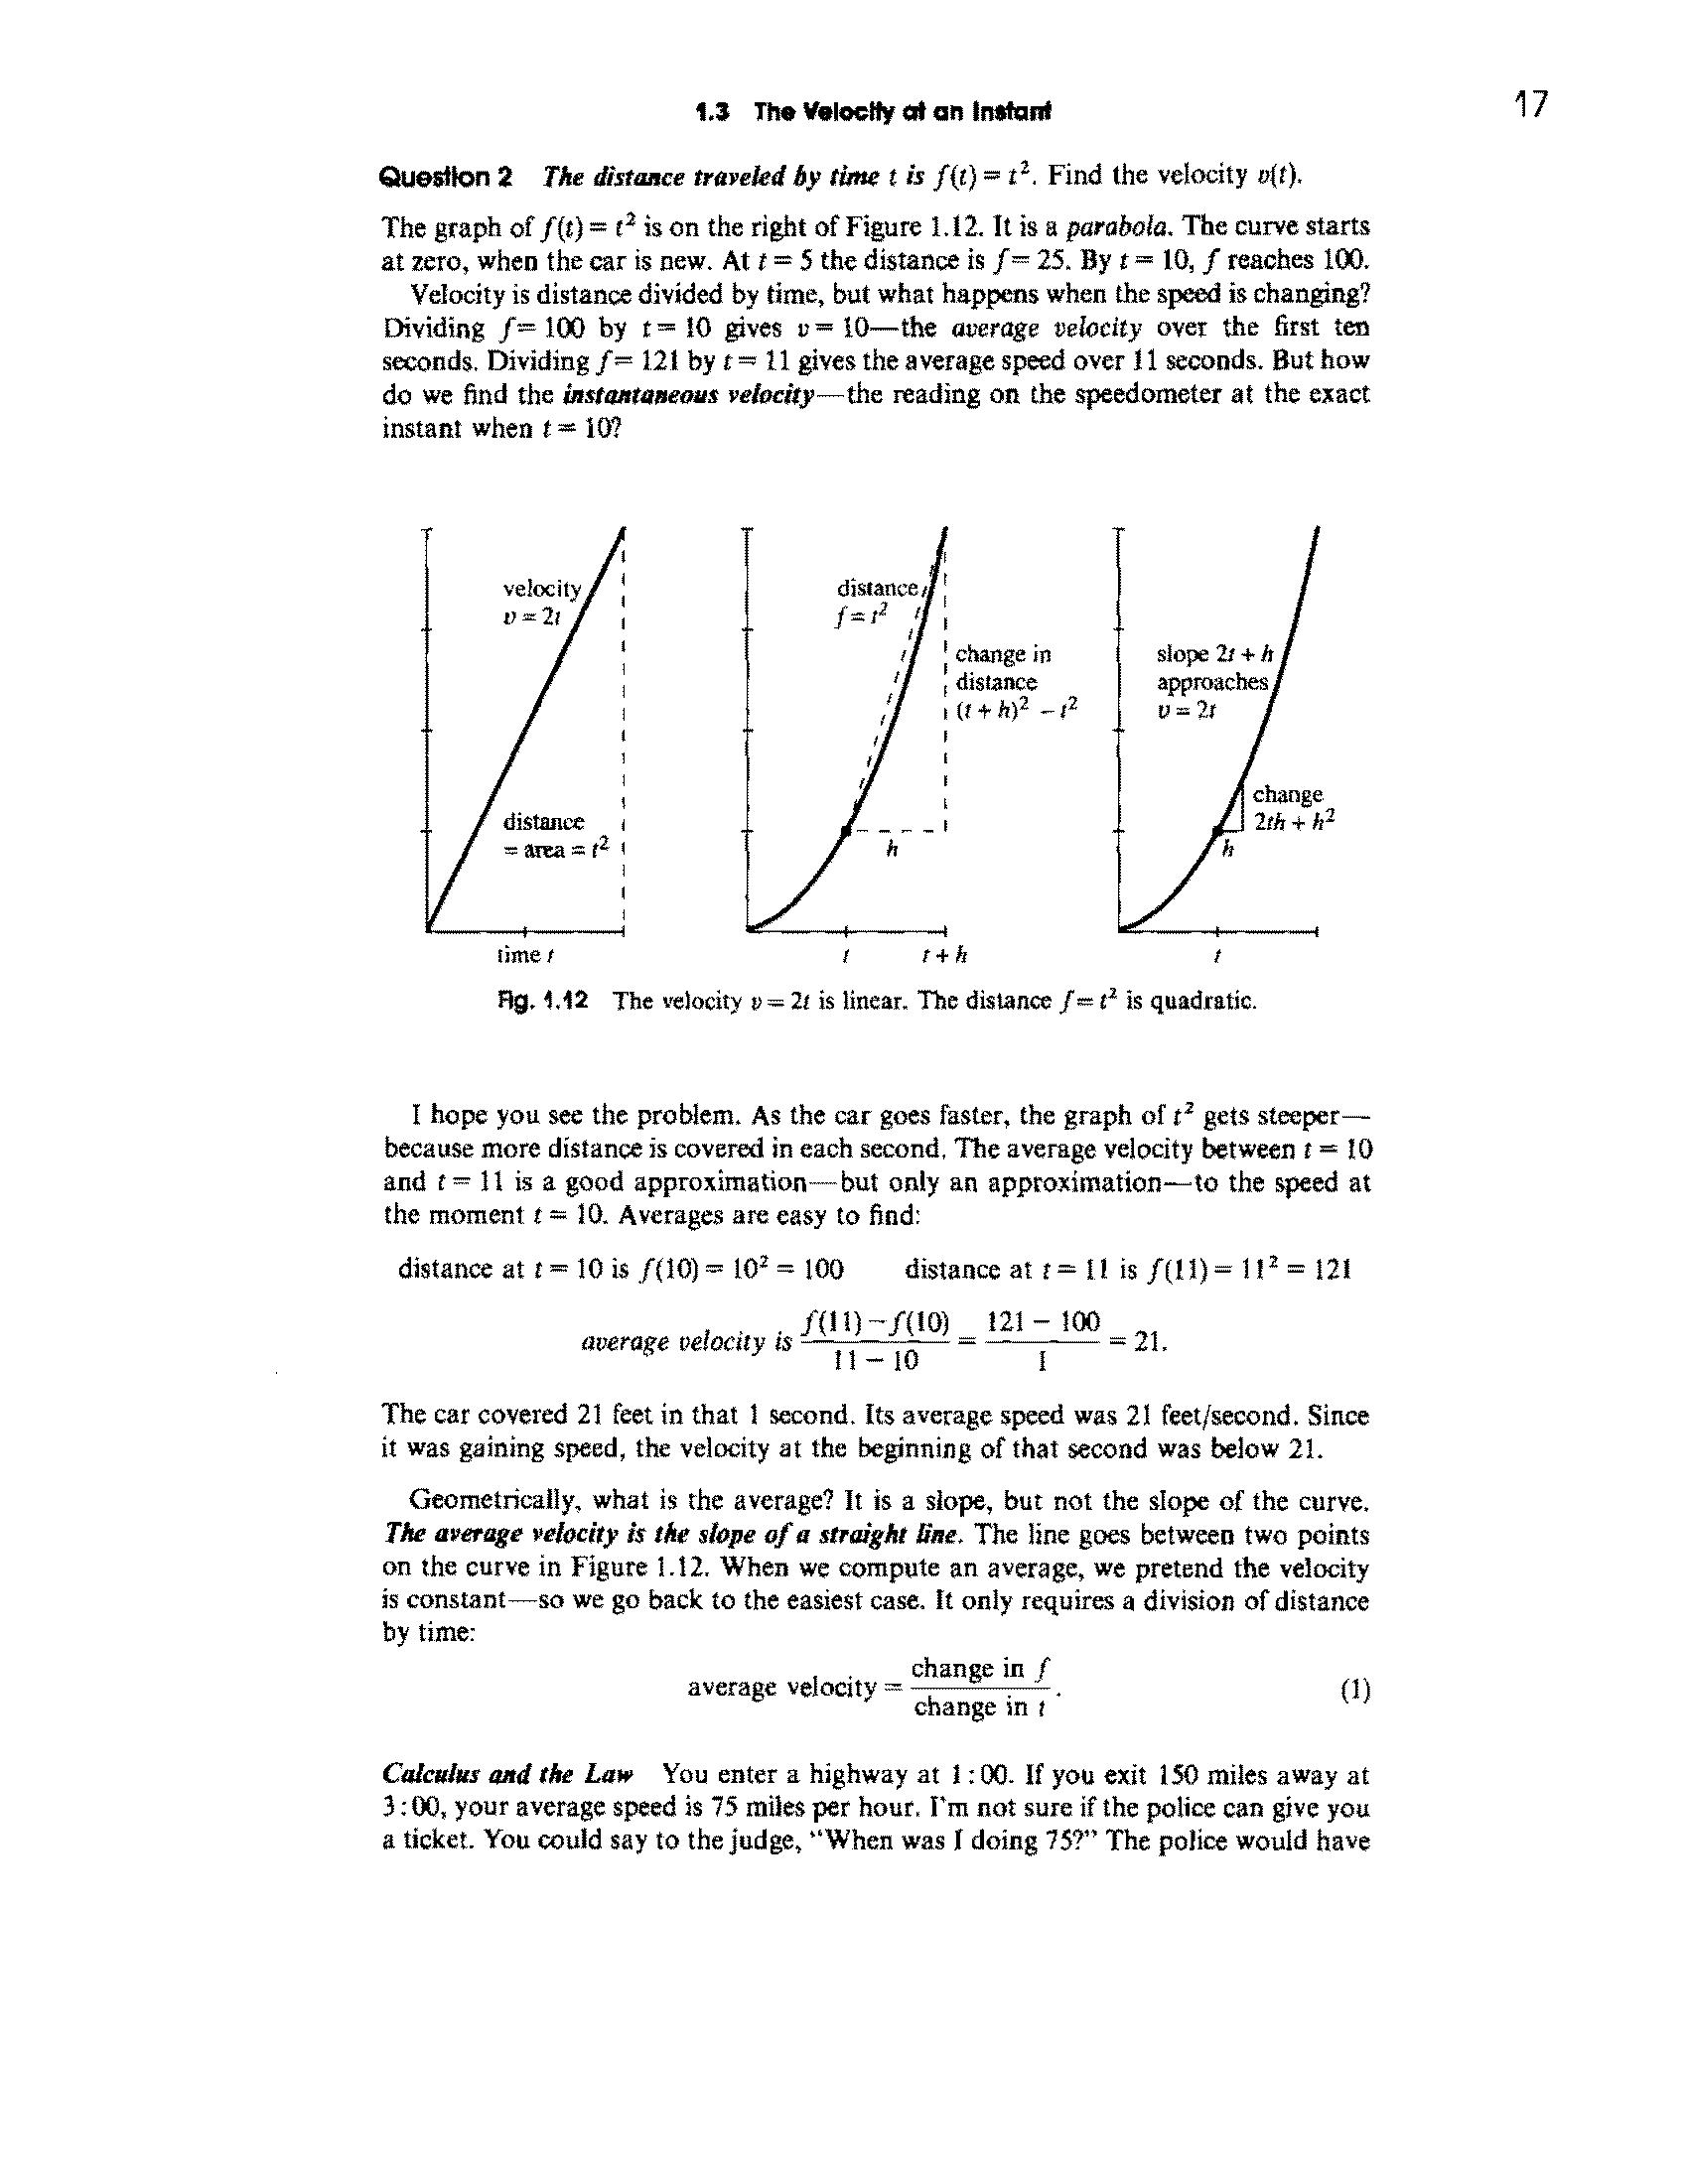 1.3 The Velocity at an Instant
17
Question 2 The distance traveled by time t is f(t) = t². Find the velocity v(t).
The graph of f(t) = t² is on the right of Figure 1.12. It is a parabola. The curve starts
at zero, when the car is new. At t = 5 the distance is f = 25. By t = 10, f reaches 100.
Velocity is distance divided by time, but what happens when the speed is changing?
Dividing f = 100 by t = 10 gives v = 10—the average velocity over the first ten
seconds. Dividing f = 121 by t = 11 gives the average speed over 11 seconds. But how
do we find the instantaneous velocity—the reading on the speedometer at the exact
instant when t = 10?
velocity
v = 2t
distance
= area = t²
time t
distance
f = t²
change in
distance
(t + h)² − t²
h
t
t + h
slope 2t + h
approaches
v = 2t
change
2th + h²
h
t
Fig. 1.12 The velocity v = 2t is linear. The distance f = t² is quadratic.
I hope you see the problem. As the car goes faster, the graph of t² gets steeper—
because more distance is covered in each second. The average velocity between t = 10
and t = 11 is a good approximation—but only an approximation—to the speed at
the moment t = 10. Averages are easy to find:
distance at t = 10 is f(10) = 10² = 100 distance at t = 11 is f(11) = 11² = 121
average velocity is (f(11) − f(10))/(11 − 10) = (121 − 100)/1 = 21.
The car covered 21 feet in that 1 second. Its average speed was 21 feet/second. Since
it was gaining speed, the velocity at the beginning of that second was below 21.
Geometrically, what is the average? It is a slope, but not the slope of the curve.
The average velocity is the slope of a straight line. The line goes between two points
on the curve in Figure 1.12. When we compute an average, we pretend the velocity
is constant—so we go back to the easiest case. It only requires a division of distance
by time:
average velocity = change in f / change in t. (1)
Calculus and the Law You enter a highway at 1:00. If you exit 150 miles away at
3:00, your average speed is 75 miles per hour. I'm not sure if the police can give you
a ticket. You could say to the judge, "When was I doing 75?" The police would have